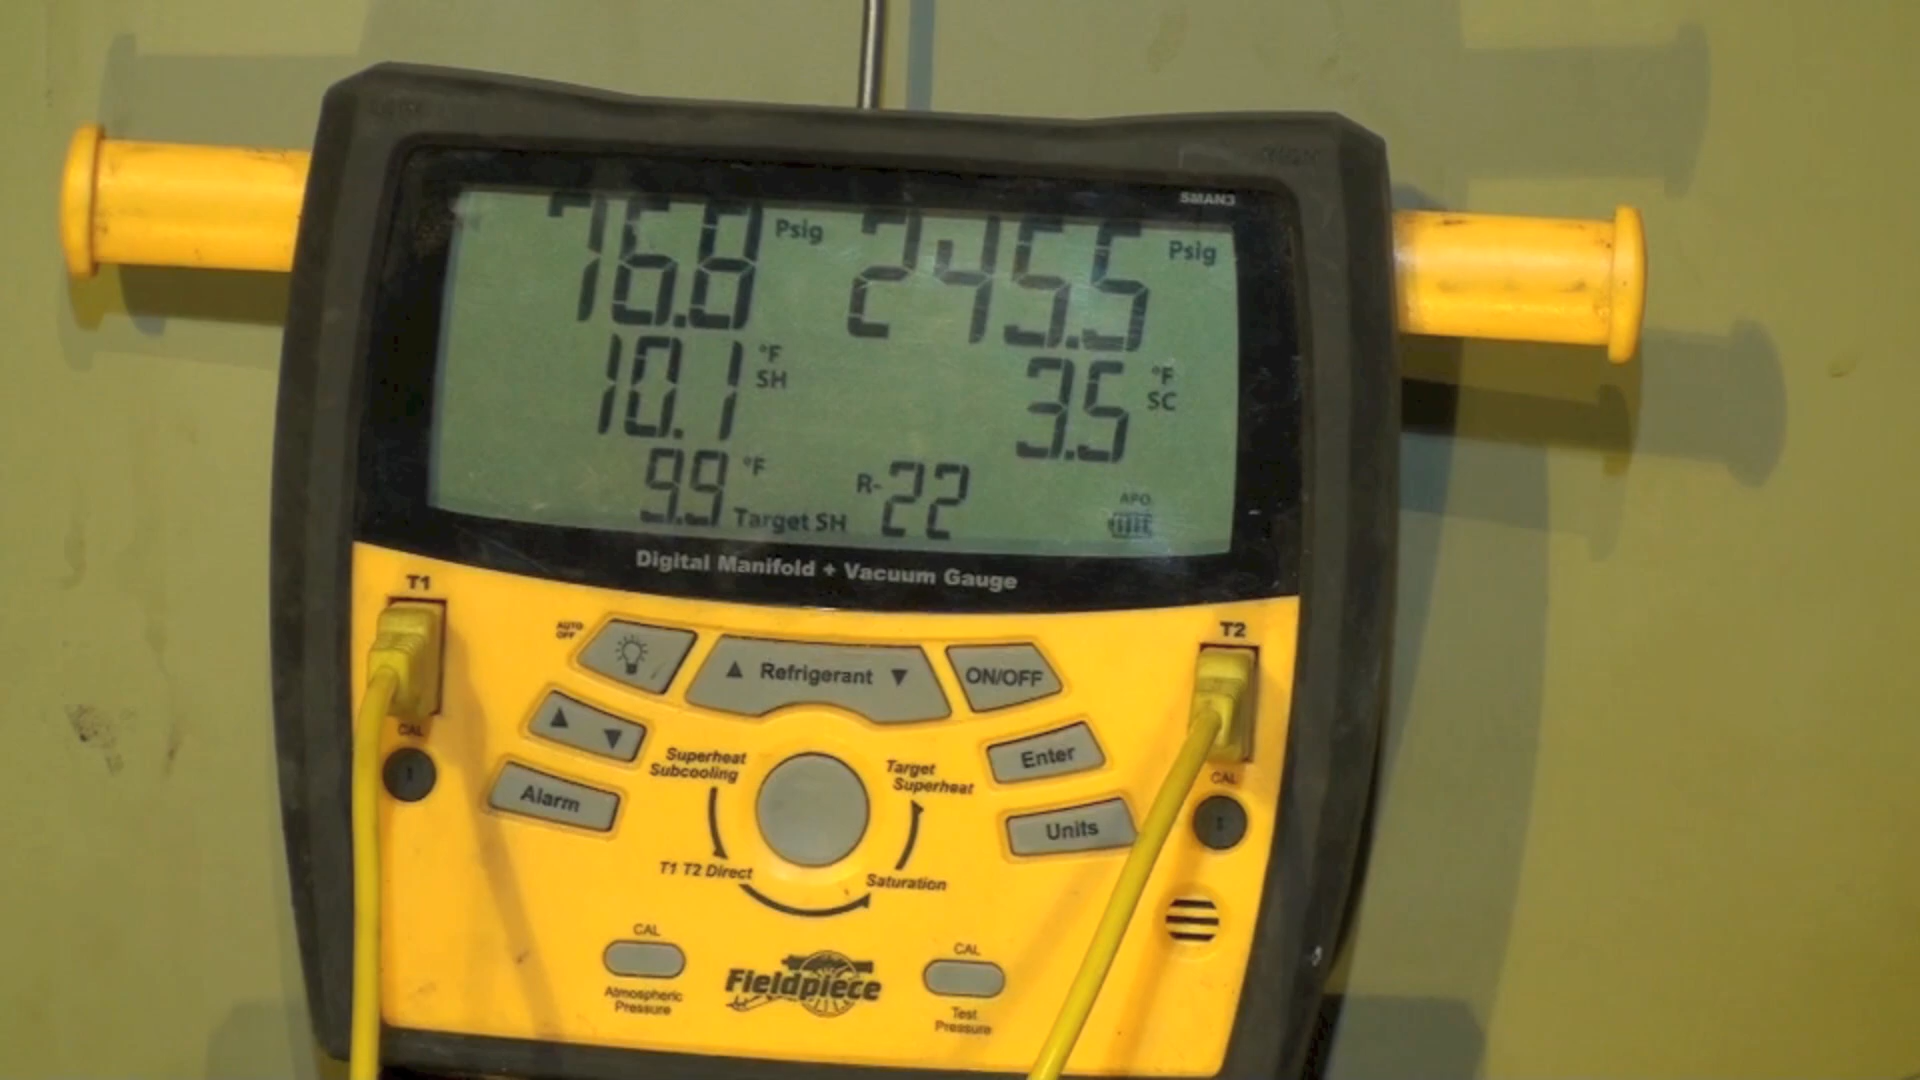 SMAN3
76.8 Psig 245.5 Psig
10.1 °F SH 3.5 °F SC
9.9 °F Target SH R-22 APO
Digital Manifold + Vacuum Gauge
T1
T2
AUTO OFF
▲ Refrigerant ▼
ON/OFF
▲ ▼
Enter
CAL
CAL
Superheat
Subcooling
Target
Superheat
Alarm
Units
T1 T2 Direct
Saturation
CAL
CAL
Fieldpiece
Atmospheric
Pressure
Test
Pressure